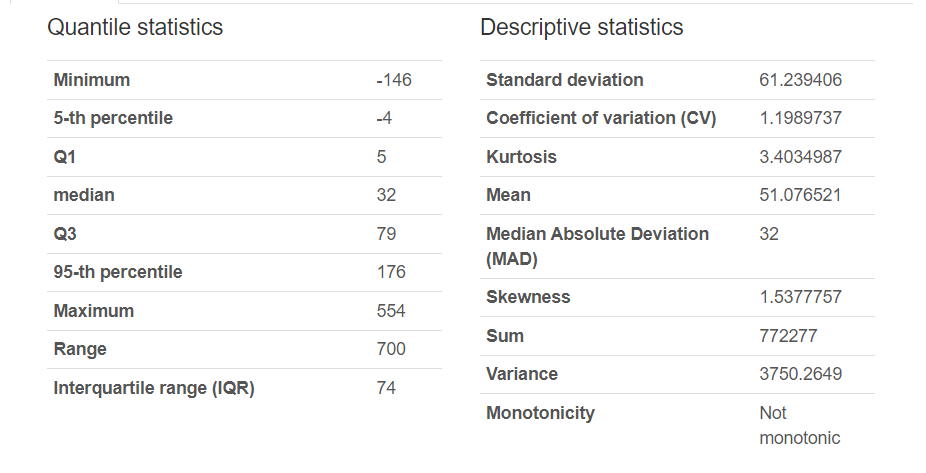 Quantile statistics
Minimum -146
5-th percentile -4
Q1 5
median 32
Q3 79
95-th percentile 176
Maximum 554
Range 700
Interquartile range (IQR) 74
Descriptive statistics
Standard deviation 61.239406
Coefficient of variation (CV) 1.1989737
Kurtosis 3.4034987
Mean 51.076521
Median Absolute Deviation 32
(MAD)
Skewness 1.5377757
Sum 772277
Variance 3750.2649
Monotonicity Not
monotonic